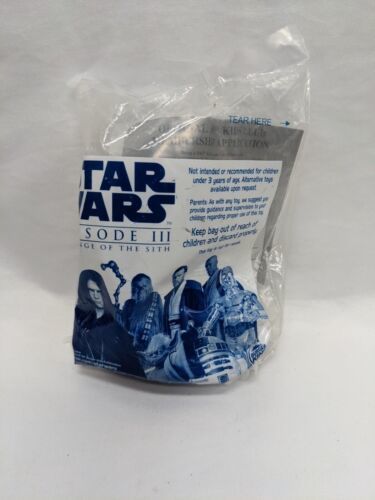 TEAR HERE →
APPLICATION
STAR
WARS
TM
EPISODE III
OF THE SITH
Not intended or recommended for children
under 3 years of age. Alternative toys
available upon request.
Parents: As with any toy, we suggest you
provide guidance and supervision to your
children regarding proper use of this toy.
Keep bag out of reach of
children and discard properly.